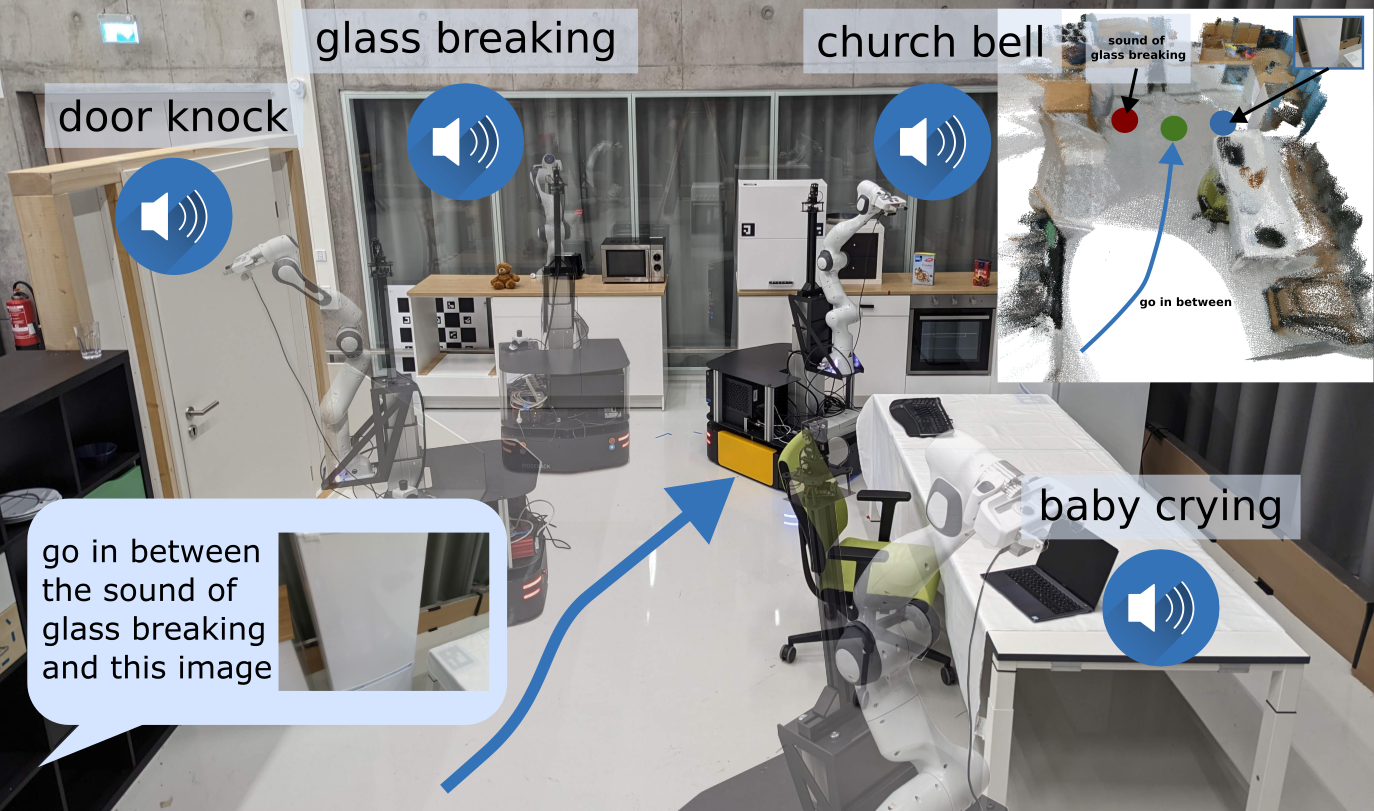 glass breaking
church bell
sound of
glass breaking
door knock
go in between
baby crying
go in between
the sound of
glass breaking
and this image